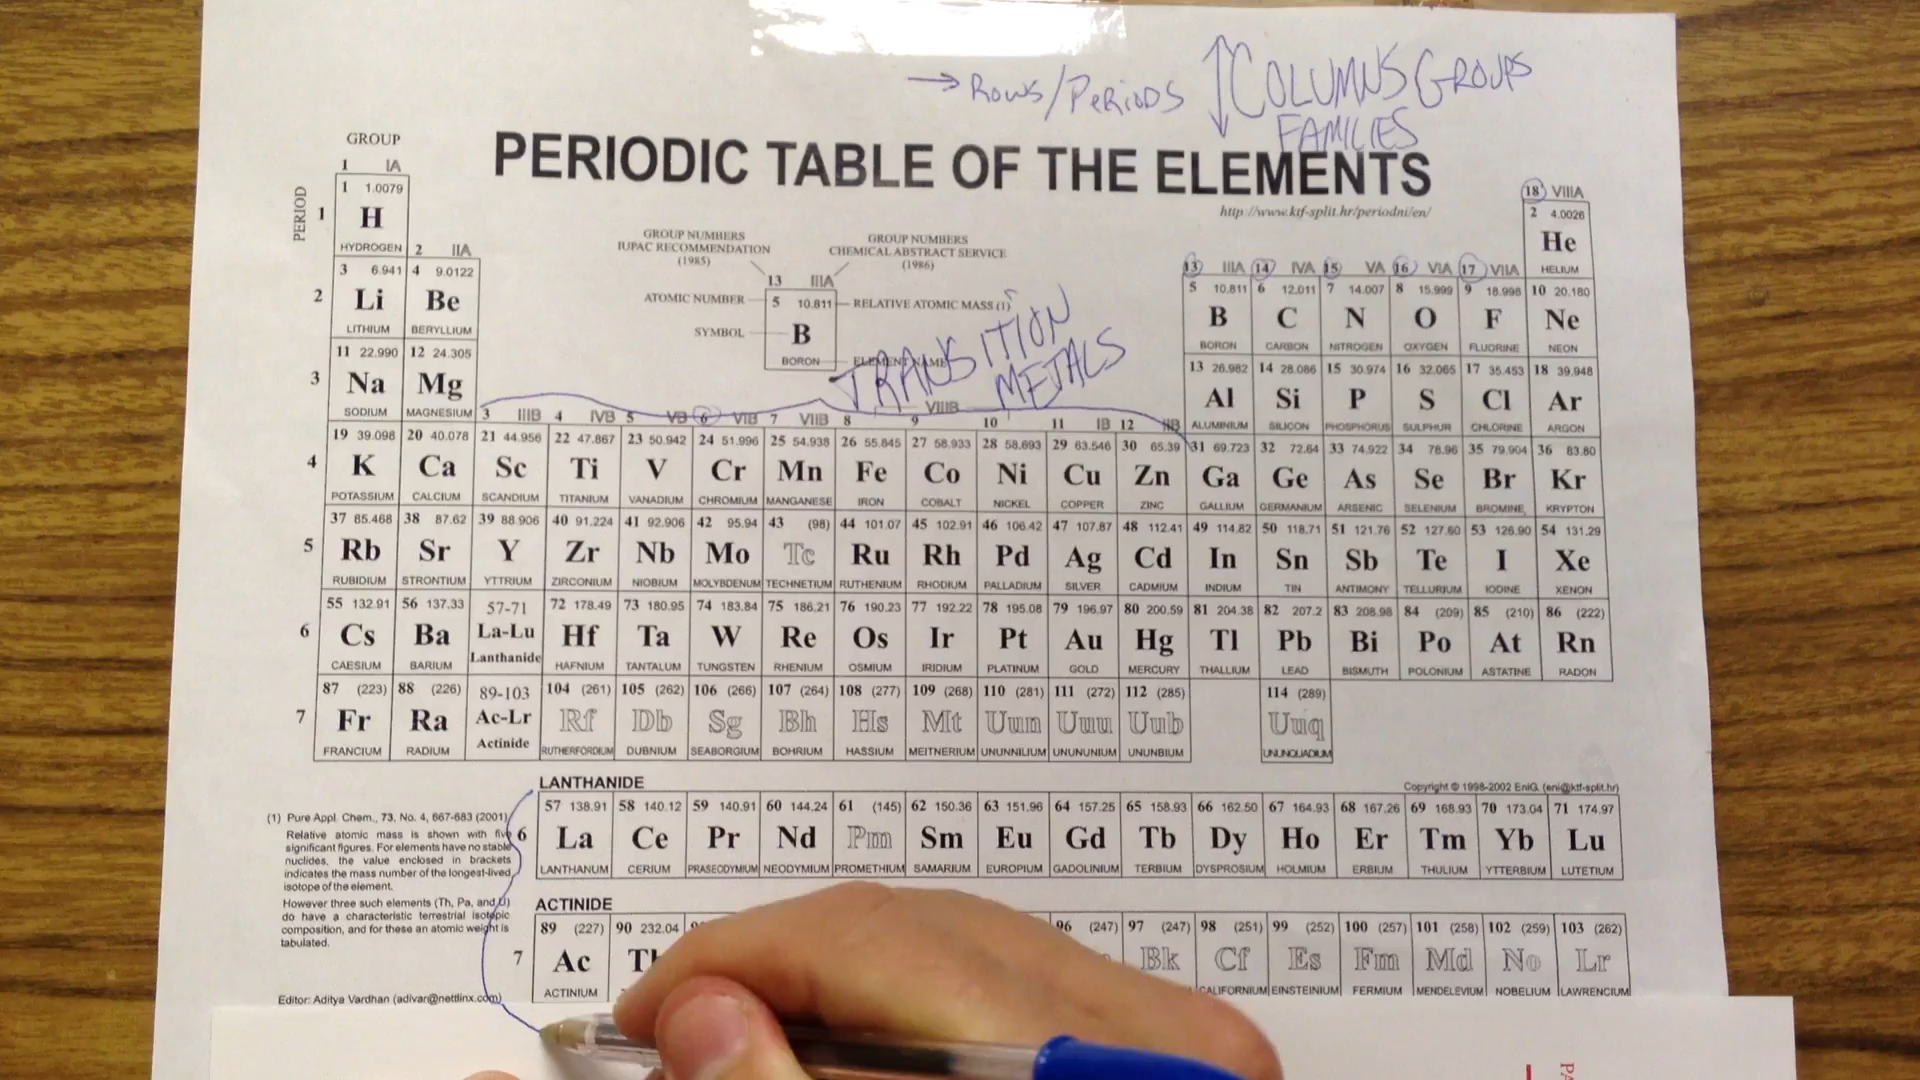 → Rows/Periods ↕ COLUMNS GROUPS
FAMILIES
PERIODIC TABLE OF THE ELEMENTS
http://www.ktf-split.hr/periodni/en/
GROUP
PERIOD
1 IA
18 VIIIA
1 1 1.0079 2 4.0026
H He
HYDROGEN HELIUM
2 IIA 13 IIIA 14 IVA 15 VA 16 VIA 17 VIIA
GROUP NUMBERS
IUPAC RECOMMENDATION
(1985)
GROUP NUMBERS
CHEMICAL ABSTRACT SERVICE
(1986)
13 IIIA
ATOMIC NUMBER 5 10.811 RELATIVE ATOMIC MASS (1)
SYMBOL B
BORON ELEMENT NAME
TRANSITION
METALS
2 3 6.941 4 9.0122 5 10.811 6 12.011 7 14.007 8 15.999 9 18.998 10 20.180
Li Be B C N O F Ne
LITHIUM BERYLLIUM BORON CARBON NITROGEN OXYGEN FLUORINE NEON
3 11 22.990 12 24.305 13 26.982 14 28.086 15 30.974 16 32.065 17 35.453 18 39.948
Na Mg Al Si P S Cl Ar
SODIUM MAGNESIUM ALUMINIUM SILICON PHOSPHORUS SULPHUR CHLORINE ARGON
3 IIIB 4 IVB 5 VB 6 VIB 7 VIIB 8 9 VIIIB 10 11 IB 12 IIB
4 19 39.098 20 40.078 21 44.956 22 47.867 23 50.942 24 51.996 25 54.938 26 55.845 27 58.933 28 58.693 29 63.546 30 65.39 31 69.723 32 72.64 33 74.922 34 78.96 35 79.904 36 83.80
K Ca Sc Ti V Cr Mn Fe Co Ni Cu Zn Ga Ge As Se Br Kr
POTASSIUM CALCIUM SCANDIUM TITANIUM VANADIUM CHROMIUM MANGANESE IRON COBALT NICKEL COPPER ZINC GALLIUM GERMANIUM ARSENIC SELENIUM BROMINE KRYPTON
5 37 85.468 38 87.62 39 88.906 40 91.224 41 92.906 42 95.94 43 (98) 44 101.07 45 102.91 46 106.42 47 107.87 48 112.41 49 114.82 50 118.71 51 121.76 52 127.60 53 126.90 54 131.29
Rb Sr Y Zr Nb Mo Tc Ru Rh Pd Ag Cd In Sn Sb Te I Xe
RUBIDIUM STRONTIUM YTTRIUM ZIRCONIUM NIOBIUM MOLYBDENUM TECHNETIUM RUTHENIUM RHODIUM PALLADIUM SILVER CADMIUM INDIUM TIN ANTIMONY TELLURIUM IODINE XENON
6 55 132.91 56 137.33 57-71 72 178.49 73 180.95 74 183.84 75 186.21 76 190.23 77 192.22 78 195.08 79 196.97 80 200.59 81 204.38 82 207.2 83 208.98 84 (209) 85 (210) 86 (222)
Cs Ba La-Lu Hf Ta W Re Os Ir Pt Au Hg Tl Pb Bi Po At Rn
CAESIUM BARIUM Lanthanide HAFNIUM TANTALUM TUNGSTEN RHENIUM OSMIUM IRIDIUM PLATINUM GOLD MERCURY THALLIUM LEAD BISMUTH POLONIUM ASTATINE RADON
7 87 (223) 88 (226) 89-103 104 (261) 105 (262) 106 (266) 107 (264) 108 (277) 109 (268) 110 (281) 111 (272) 112 (285) 114 (289)
Fr Ra Ac-Lr Rf Db Sg Bh Hs Mt Uun Uuu Uub Uuq
FRANCIUM RADIUM Actinide RUTHERFORDIUM DUBNIUM SEABORGIUM BOHRIUM HASSIUM MEITNERIUM UNUNNILIUM UNUNUNIUM UNUNBIUM UNUNQUADIUM
LANTHANIDE
Copyright © 1998-2002 EniG. (eni@ktf-split.hr)
6 57 138.91 58 140.12 59 140.91 60 144.24 61 (145) 62 150.36 63 151.96 64 157.25 65 158.93 66 162.50 67 164.93 68 167.26 69 168.93 70 173.04 71 174.97
La Ce Pr Nd Pm Sm Eu Gd Tb Dy Ho Er Tm Yb Lu
LANTHANUM CERIUM PRASEODYMIUM NEODYMIUM PROMETHIUM SAMARIUM EUROPIUM GADOLINIUM TERBIUM DYSPROSIUM HOLMIUM ERBIUM THULIUM YTTERBIUM LUTETIUM
ACTINIDE
7 89 (227) 90 232.04 96 (247) 97 (247) 98 (251) 99 (252) 100 (257) 101 (258) 102 (259) 103 (262)
Ac Th Bk Cf Es Fm Md No Lr
ACTINIUM CALIFORNIUM EINSTEINIUM FERMIUM MENDELEVIUM NOBELIUM LAWRENCIUM
(1) Pure Appl. Chem., 73, No. 4, 667-683 (2001)
Relative atomic mass is shown with five
significant figures. For elements have no stable
nuclides, the value enclosed in brackets
indicates the mass number of the longest-lived
isotope of the element.
However three such elements (Th, Pa, and U)
do have a characteristic terrestrial isotopic
composition, and for these an atomic weight is
tabulated.
Editor: Aditya Vardhan (adivar@nettlinx.com)